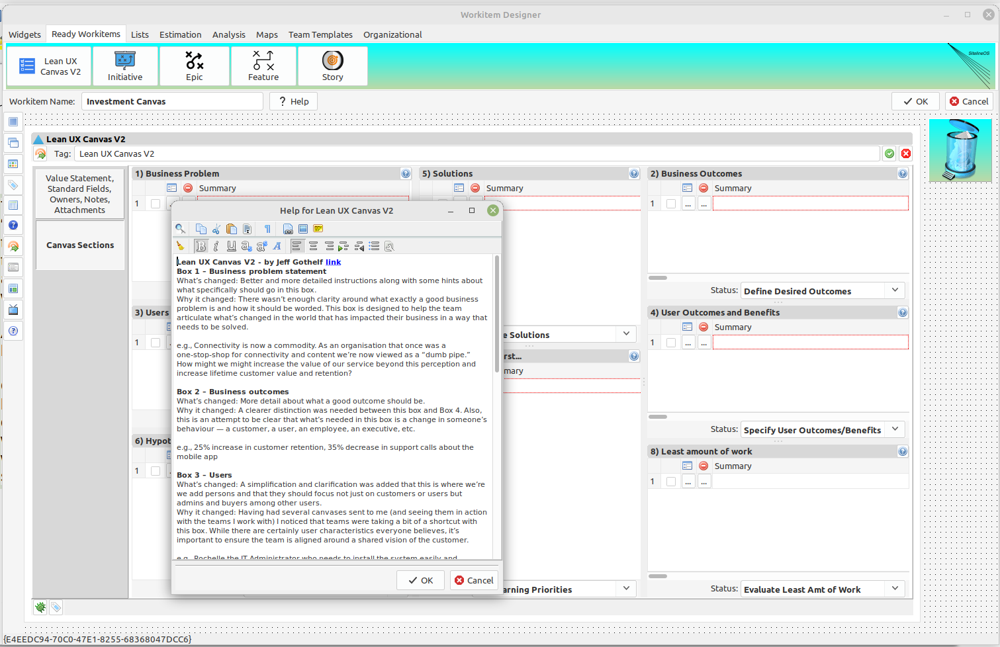 Workitem Designer
Widgets Ready Workitems Lists Estimation Analysis Maps Team Templates Organizational
Lean UX
Canvas V2
Initiative
Epic
Feature
Story
SitelineOS
Workitem Name: Investment Canvas ? Help OK Cancel
Lean UX Canvas V2
Tag: Lean UX Canvas V2
Value Statement,
Standard Fields,
Owners, Notes,
Attachments
Canvas Sections
1) Business Problem
Summary
1
5) Solutions
Summary
2) Business Outcomes
Summary
1 ... ...
Status: Define Desired Outcomes
3) Users
1
e Solutions
4) User Outcomes and Benefits
Summary
1 ... ...
Status: Specify User Outcomes/Benefits
rst...
mmary
6) Hypot
1
arning Priorities
8) Least amount of work
Summary
1 ... ...
Status: Evaluate Least Amt of Work
Help for Lean UX Canvas V2
Lean UX Canvas V2 - by Jeff Gothelf link
Box 1 – Business problem statement
What’s changed: Better and more detailed instructions along with some hints about
what specifically should go in this box.
Why it changed: There wasn’t enough clarity around what exactly a good business
problem is and how it should be worded. This box is designed to help the team
articulate what’s changed in the world that has impacted their business in a way that
needs to be solved.
e.g., Connectivity is now a commodity. As an organisation that once was a
one-stop-shop for connectivity and content we’re now viewed as a “dumb pipe.”
How might we might increase the value of our service beyond this perception and
increase lifetime customer value and retention?
Box 2 – Business outcomes
What’s changed: More detail about what a good outcome should be.
Why it changed: A clearer distinction was needed between this box and Box 4. Also,
this is an attempt to be clear that what’s needed in this box is a change in someone’s
behaviour — a customer, a user, an employee, an executive, etc.
e.g., 25% increase in customer retention, 35% decrease in support calls about the
mobile app
Box 3 – Users
What’s changed: A simplification and clarification was added that this is where we’re
we add persons and that they should focus not just on customers or users but
admins and buyers among other users.
Why it changed: Having had several canvases sent to me (and seeing them in action
with the teams I work with) I noticed that teams were taking a bit of a shortcut with
this box. While there are certainly user characteristics everyone believes, it’s
important to ensure the team is aligned around a shared vision of the customer.
e.g., Rochelle the IT Administrator who needs to install the system easily and
OK Cancel
{E4EEDC94-70C0-47E1-8255-68368047DCC6}